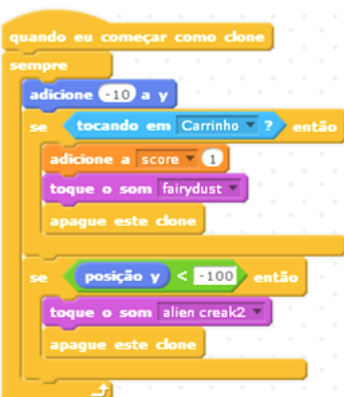 quando eu começar como clone
sempre
adicione -10 a y
se tocando em Carrinho ? então
adicione a score 1
toque o som fairydust
apague este clone
se posição y < -100 então
toque o som alien creak2
apague este clone